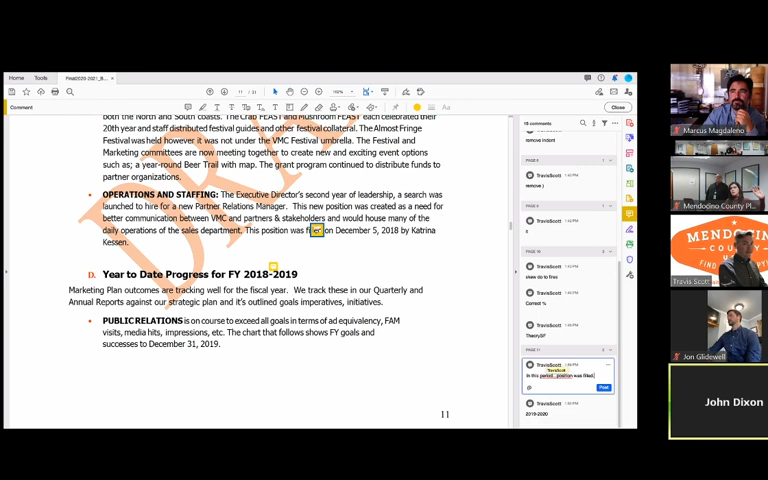 Home Tools Final2020-2021_B... ×
11 / 31
Comment
Close
both the North and South coasts. The Crab FEAST and Mushroom FEAST each celebrated their
20th year and staff distributed festival guides and other festival collateral. The Almost Fringe
Festival was held however it was not under the VMC Festival umbrella. The Festival and
Marketing committees are now meeting together to create new and exciting event options
such as; a year-round Beer Trail with map. The grant program continued to distribute funds to
partner organizations.
• OPERATIONS AND STAFFING: The Executive Director's second year of leadership, a search was
launched to hire for a new Partner Relations Manager. This new position was created as a need for
better communication between VMC and partners & stakeholders and would house many of the
daily operations of the sales department. This position was filled on December 5, 2018 by Katrina
Kessen.
D. Year to Date Progress for FY 2018-2019
Marketing Plan outcomes are tracking well for the fiscal year. We track these in our Quarterly and
Annual Reports against our strategic plan and it's outlined goals imperatives, initiatives.
• PUBLIC RELATIONS is on course to exceed all goals in terms of ad equivalency, FAM
visits, media hits, impressions, etc. The chart that follows shows FY goals and
successes to December 31, 2019.
11
DRA
remove indent
TravisScott
remove )
TravisScott
TravisScott
skew do to fires
TravisScott
Correct %
TravisScott
TheorySF
PAGE 11
TravisScott
In this period, position was filled.
@ Post
TravisScott
2019-2020
Marcus Magdaleno
Mendocino County Pl...
MENDOCINO
COUNTY
Travis Scott
Jon Glidewell
John Dixon